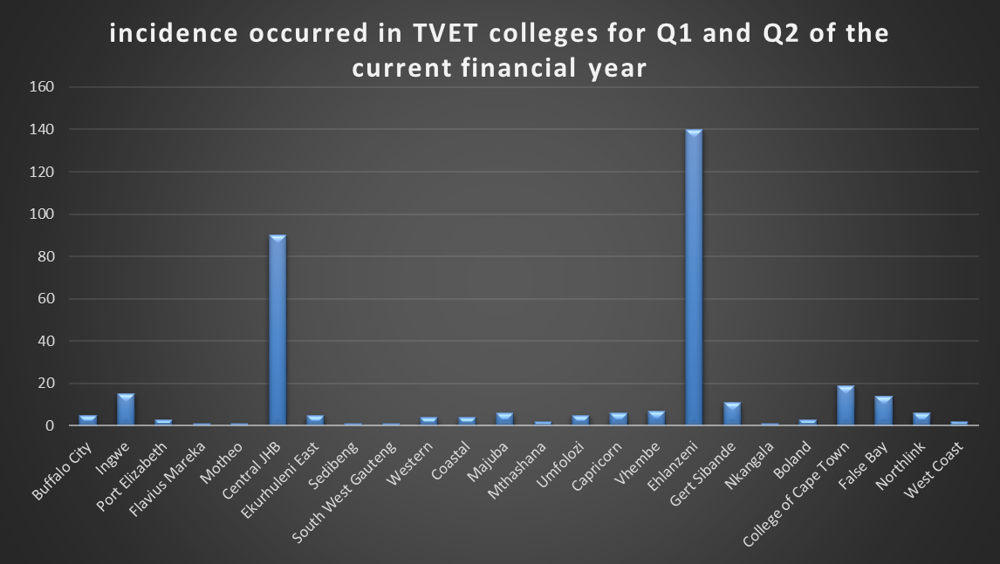 incidence occurred in TVET colleges for Q1 and Q2 of the
current financial year
160
140
120
100
80
60
40
20
0
Buffalo City
Ingwe
Port Elizabeth
Flavius Mareka
Motheo
Central JHB
Ekurhuleni East
Sedibeng
South West Gauteng
Western
Coastal
Majuba
Mthashana
Umfolozi
Capricorn
Vhembe
Ehlanzeni
Gert Sibande
Nkangala
Boland
College of Cape Town
False Bay
Northlink
West Coast